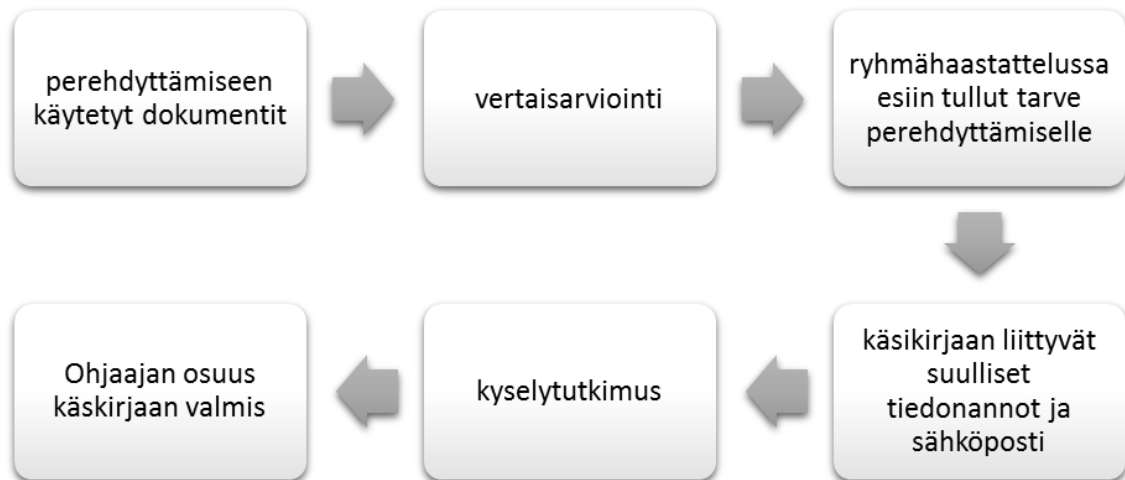 perehdyttämiseen
käytetyt dokumentit
vertaisarviointi
ryhmähaastattelussa
esiin tullut tarve
perehdyttämiselle
käsikirjaan liittyvät
suulliset
tiedonannot ja
sähköposti
kyselytutkimus
Ohjaajan osuus
käskirjaan valmis